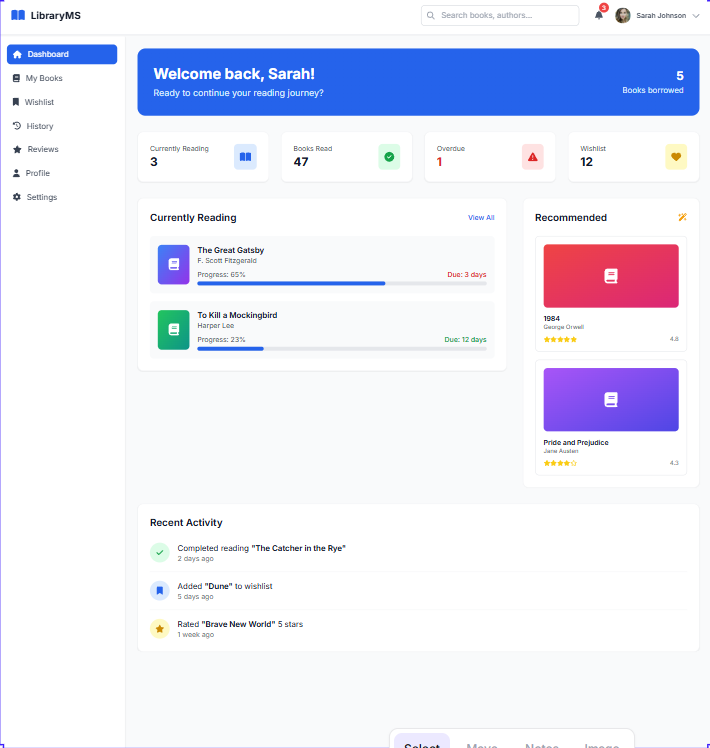 LibraryMS
Search books, authors...
3
Sarah Johnson
Dashboard
My Books
Wishlist
History
Reviews
Profile
Settings
Welcome back, Sarah!
Ready to continue your reading journey?
5
Books borrowed
Currently Reading
3
Books Read
47
Overdue
1
Wishlist
12
Currently Reading
View All
The Great Gatsby
F. Scott Fitzgerald
Progress: 65%
Due: 3 days
To Kill a Mockingbird
Harper Lee
Progress: 23%
Due: 12 days
Recommended
1984
George Orwell
4.8
Pride and Prejudice
Jane Austen
4.3
Recent Activity
Completed reading "The Catcher in the Rye"
2 days ago
Added "Dune" to wishlist
5 days ago
Rated "Brave New World" 5 stars
1 week ago
Select
Move
Notes
Image